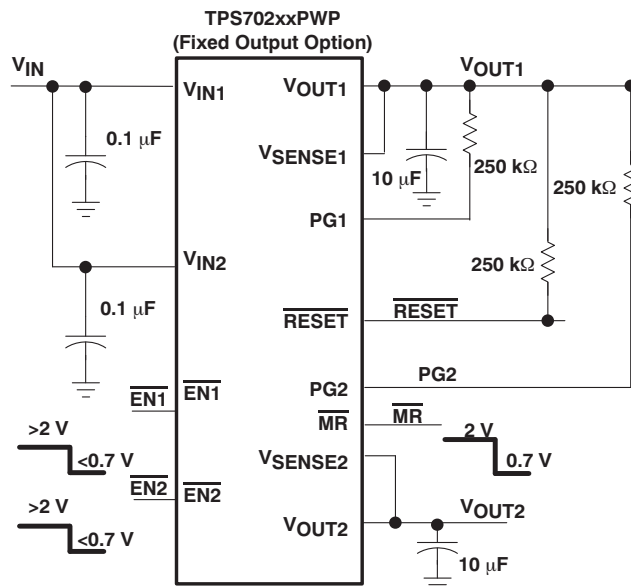 TPS702xxPWP
(Fixed Output Option)
VIN
VOUT1
VIN1
VOUT1
0.1 μF
VSENSE1
10 μF
250 kΩ
250 kΩ
PG1
VIN2
250 kΩ
0.1 μF
RESET
RESET
PG2
PG2
EN1
EN1
MR
MR
>2 V
<0.7 V
2 V
0.7 V
VSENSE2
EN2
EN2
>2 V
<0.7 V
VOUT2
VOUT2
10 μF